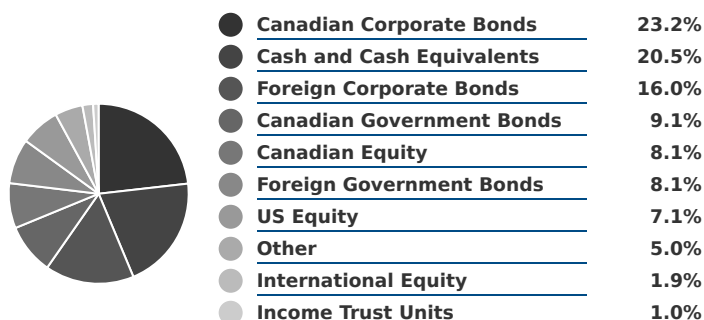 Canadian Corporate Bonds 23.2%
Cash and Cash Equivalents 20.5%
Foreign Corporate Bonds 16.0%
Canadian Government Bonds 9.1%
Canadian Equity 8.1%
Foreign Government Bonds 8.1%
US Equity 7.1%
Other 5.0%
International Equity 1.9%
Income Trust Units 1.0%